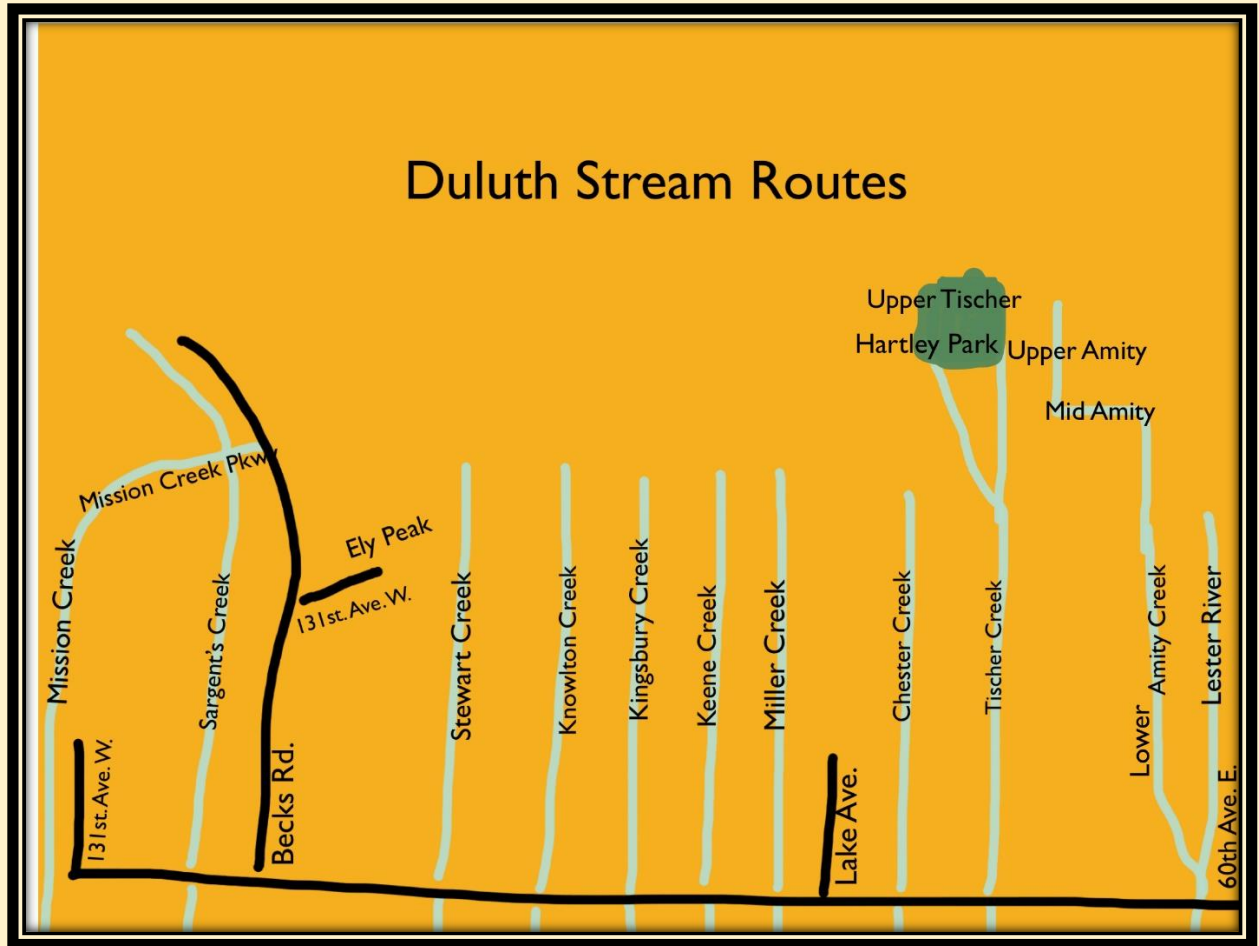 Duluth Stream Routes
Upper Tischer
Hartley Park
Upper Amity
Mid Amity
Mission Creek Pkwy
Ely Peak
131st. Ave. W.
Mission Creek
Sargent's Creek
Stewart Creek
Knowlton Creek
Kingsbury Creek
Keene Creek
Miller Creek
Chester Creek
Tischer Creek
Lower
Amity Creek
Lester River
131st. Ave. W.
Becks Rd.
Lake Ave.
60th Ave. E.